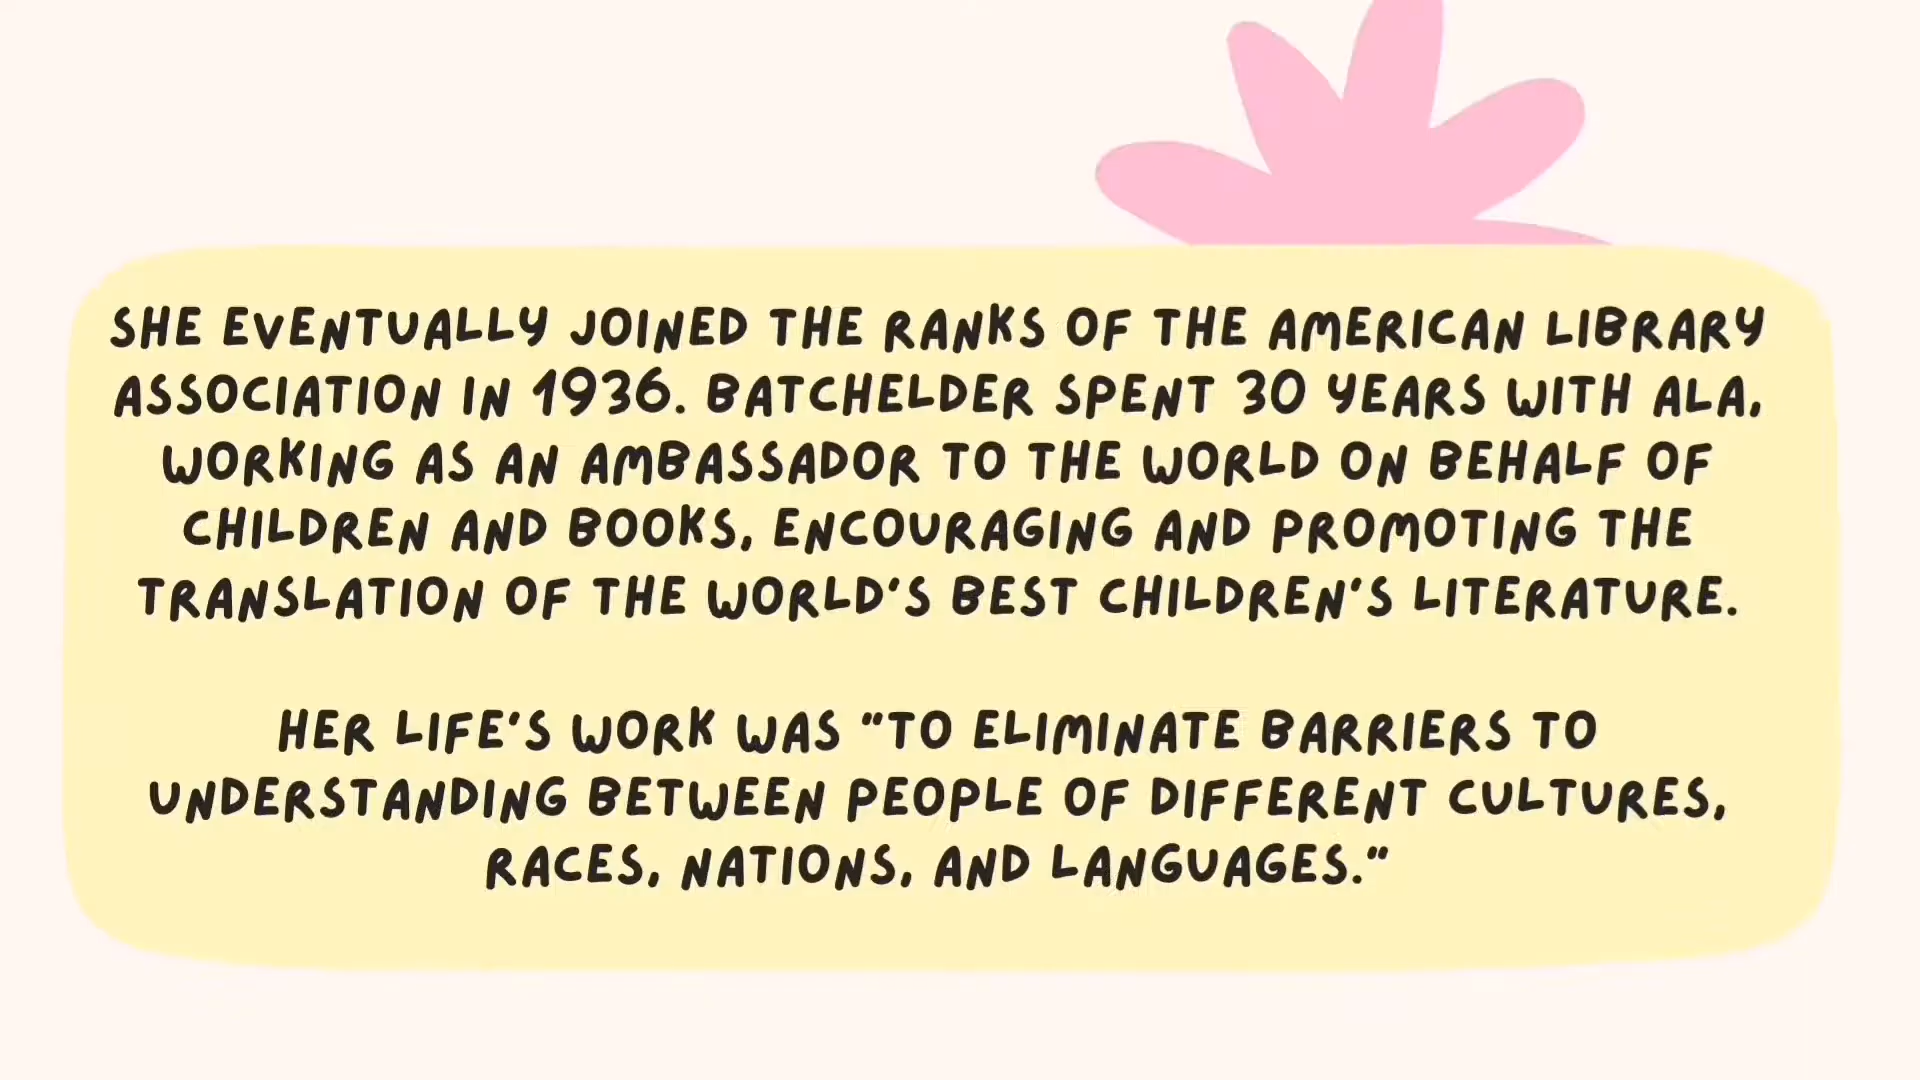 SHE EVENTUALLY JOINED THE RANKS OF THE AMERICAN LIBRARY
ASSOCIATION IN 1936. BATCHELDER SPENT 30 YEARS WITH ALA,
WORKING AS AN AMBASSADOR TO THE WORLD ON BEHALF OF
CHILDREN AND BOOKS, ENCOURAGING AND PROMOTING THE
TRANSLATION OF THE WORLD'S BEST CHILDREN'S LITERATURE.
HER LIFE'S WORK WAS "TO ELIMINATE BARRIERS TO
UNDERSTANDING BETWEEN PEOPLE OF DIFFERENT CULTURES,
RACES, NATIONS, AND LANGUAGES."